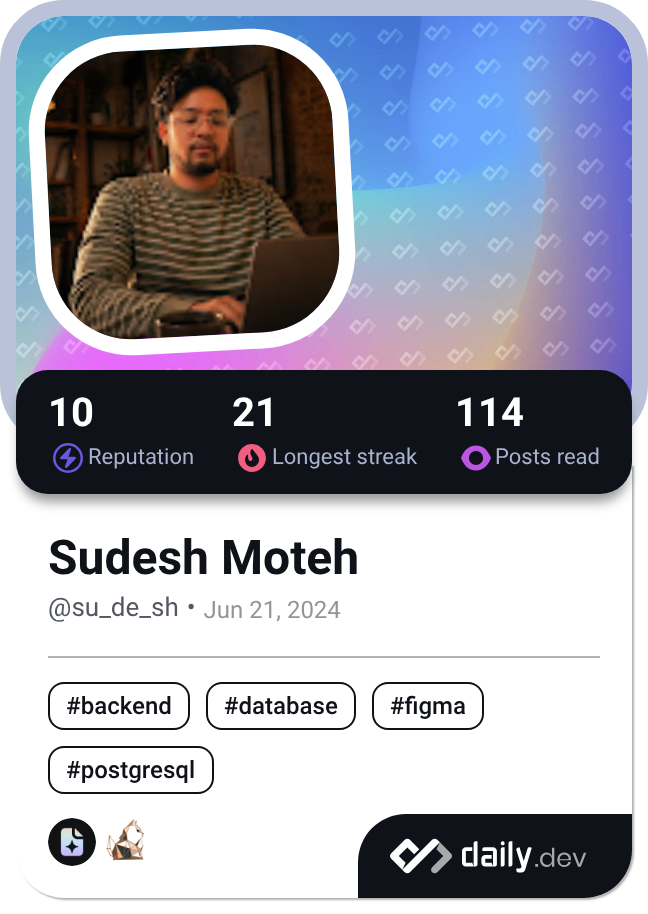 10 21 114
Reputation Longest streak Posts read
Sudesh Moteh
@su_de_sh • Jun 21, 2024
#backend #database #figma
#postgresql
daily.dev